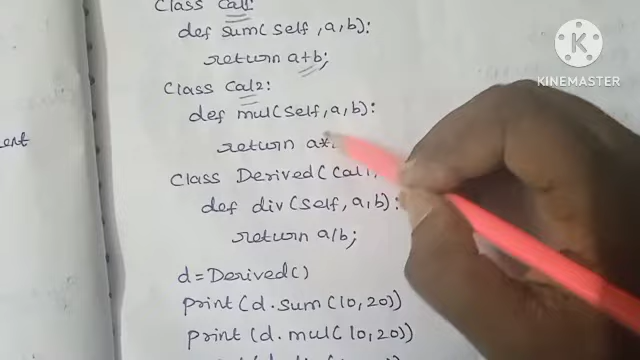 Class Cal1:
def sum(self,a,b):
return a+b;
Class Cal2:
ent
def mul(self,a,b):
return a*
Class Derived(Cal1,
def div(self,a,b):
return a/b;
d=Derived()
print(d.sum(10,20))
print(d.mul(10,20))
K
KINEMASTER